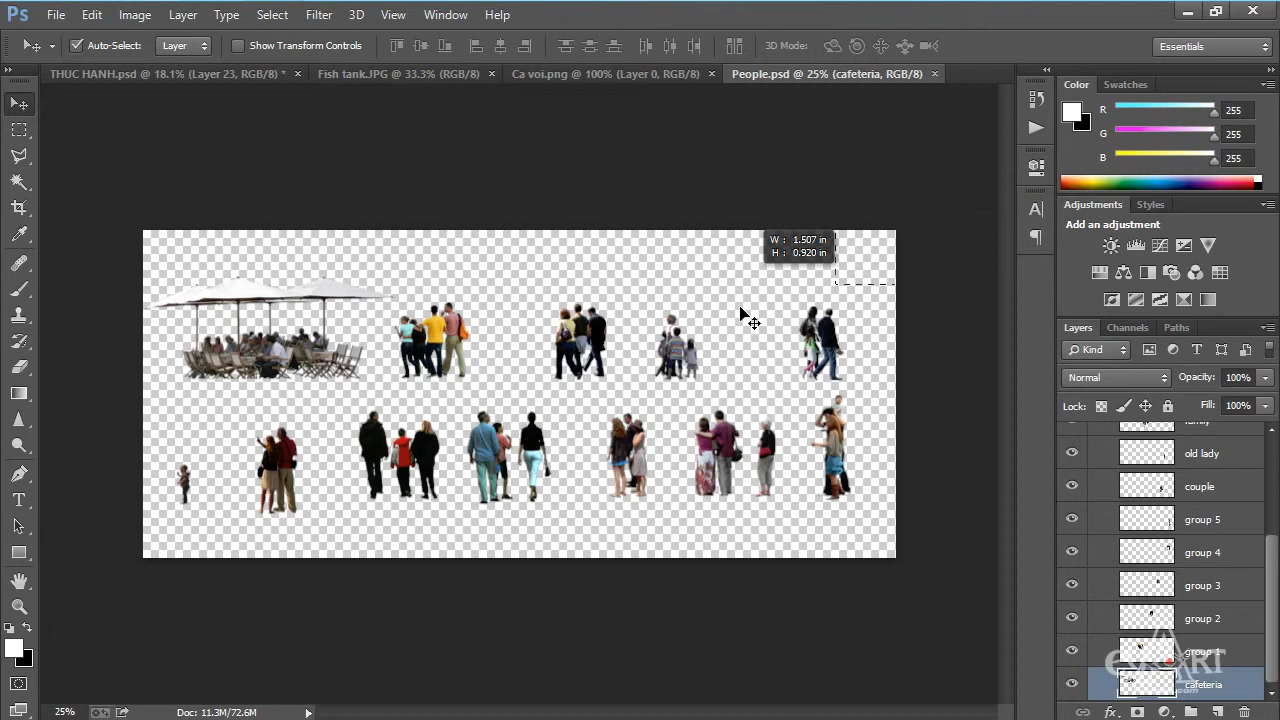 Ps File Edit Image Layer Type Select Filter 3D View Window Help
Auto-Select: Layer Show Transform Controls 3D Mode: Essentials
THUC HANH.psd @ 18.1% (Layer 23, RGB/8) * × Fish tank.JPG @ 33.3% (RGB/8) × Ca voi.png @ 100% (Layer 0, RGB/8) × People.psd @ 25% (cafeteria, RGB/8) ×
Color Swatches
R 255
G 255
B 255
Adjustments Styles
Add an adjustment
W : 1.507 in
H : 0.920 in
Layers Channels Paths
Kind
Normal Opacity: 100%
Lock: Fill: 100%
family
old lady
couple
group 5
group 4
group 3
group 2
group 1
cafeteria
25% Doc: 11.3M/72.6M